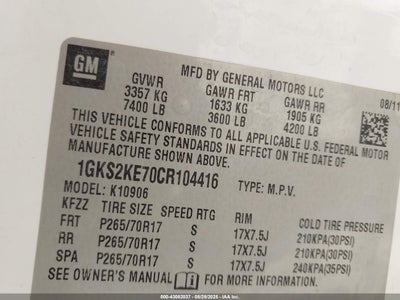 GM
MFD BY GENERAL MOTORS LLC
08/11
GVWR GAWR FRT GAWR RR
3357 KG 1633 KG 1905 KG
7400 LB 3600 LB 4200 LB
THIS VEHICLE CONFORMS TO ALL APPLICABLE U.S. FEDERAL MOTOR
VEHICLE SAFETY STANDARDS IN EFFECT ON THE DATE OF
MANUFACTURE SHOWN ABOVE.
1GKS2KE70CR104416 TYPE: M.P.V.
MODEL: K10906
KFZZ TIRE SIZE SPEED RTG RIM COLD TIRE PRESSURE
FRT P265/70R17 S 17X7.5J 210KPA(30PSI)
RR P265/70R17 S 17X7.5J 210KPA(30PSI)
SPA P265/70R17 S 17X7.5J 240KPA(35PSI)
SEE OWNER'S MANUAL FOR MORE INFORMATION.